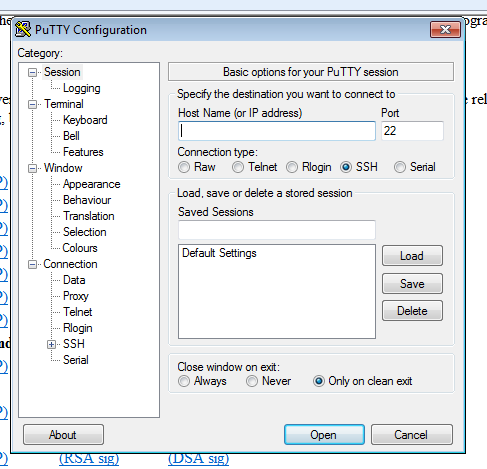 PuTTY Configuration
Category:
Session
Logging
Terminal
Keyboard
Bell
Features
Window
Appearance
Behaviour
Translation
Selection
Colours
Connection
Data
Proxy
Telnet
Rlogin
SSH
Serial
Basic options for your PuTTY session
Specify the destination you want to connect to
Host Name (or IP address) Port
22
Connection type:
Raw Telnet Rlogin SSH Serial
Load, save or delete a stored session
Saved Sessions
Default Settings
Load
Save
Delete
Close window on exit:
Always Never Only on clean exit
About Open Cancel
(RSA sig) (DSA sig)